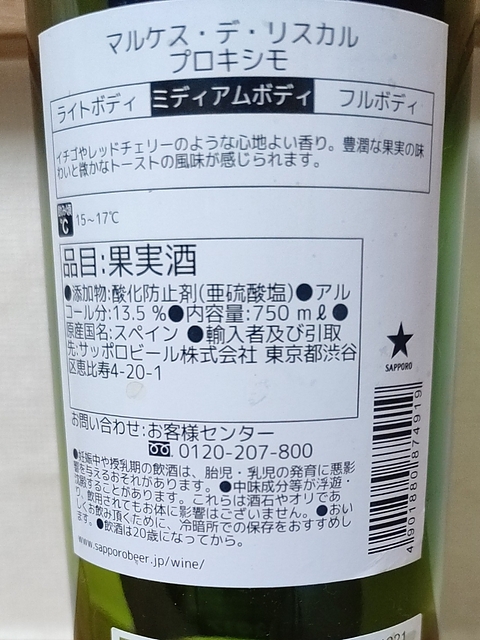 マルケス・デ・リスカル
プロキシモ
ライトボディ ミディアムボディ フルボディ
イチゴやレッドチェリーのような心地よい香り。豊潤な果実の味
わいと微かなトーストの風味が感じられます。
℃ 15~17℃
品目:果実酒
●添加物:酸化防止剤(亜硫酸塩)●アル
コール分:13.5 %●内容量:750 mℓ●
原産国名:スペイン ●輸入者及び引取
先:サッポロビール株式会社 東京都渋谷
区恵比寿4-20-1
SAPPORO
お問い合わせ:お客様センター
0120-207-800
●妊娠中や授乳期の飲酒は、胎児・乳児の発育に悪影
響を与えるおそれがあります。●中味成分等が浮遊・
沈殿することがあります。これらは酒石やオリであ
り、飲用されてもお体に影響はございません。●おい
しくお飲み頂くために、冷暗所での保存をおすすめし
ます。●飲酒は20歳になってから。
www.sapporobeer.jp/wine/
4901880874919